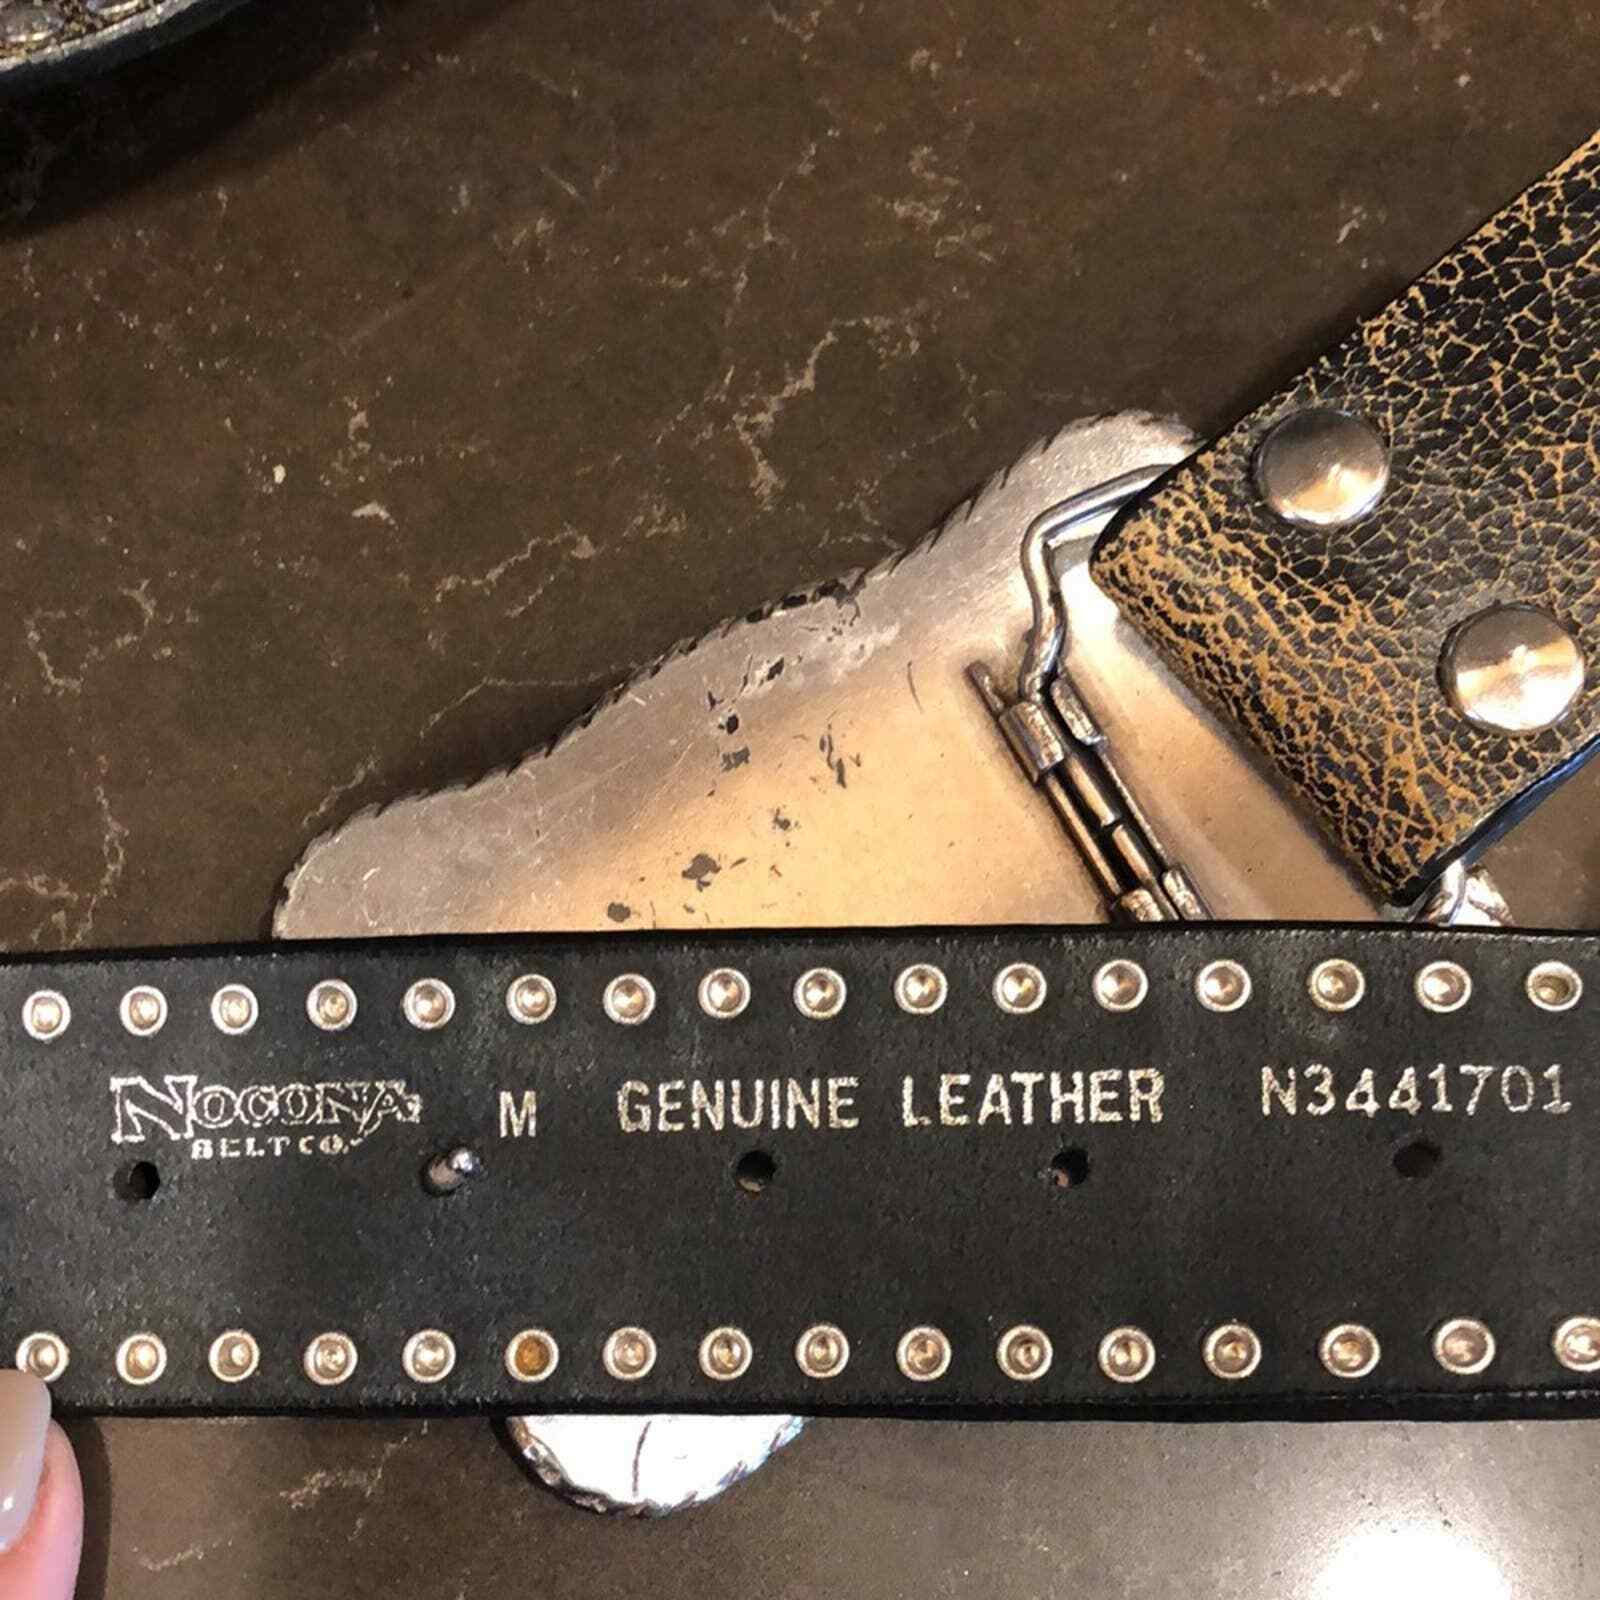 NOCONA M GENUINE LEATHER N3441701
BELT CO.